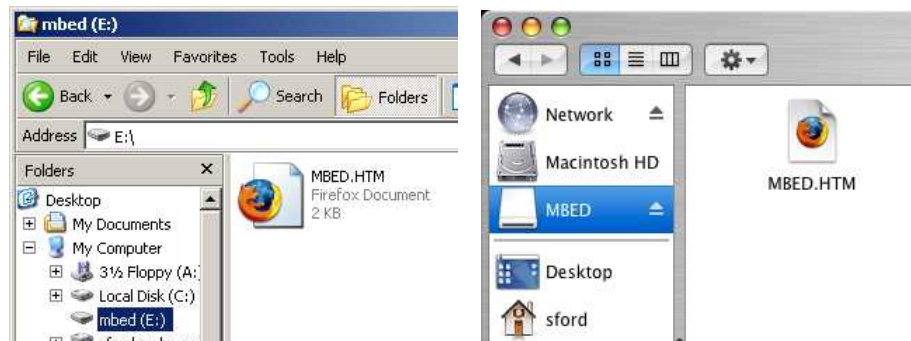 mbed (E:)
File Edit View Favorites Tools Help
Back Search Folders
Address E:\
Folders X
Desktop
My Documents
My Computer
3½ Floppy (A:
Local Disk (C:)
mbed (E:)
MBED.HTM
Firefox Document
2 KB
Network
Macintosh HD
MBED
Desktop
sford
MBED.HTM